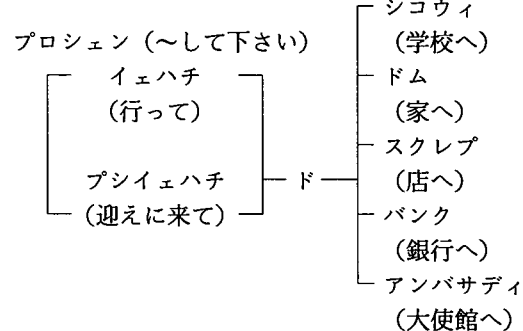 プロシェン（～して下さい）
イェハチ
（行って）
プシイェハチ
（迎えに来て）
ド
シコウィ
（学校へ）
ドム
（家へ）
スクレプ
（店へ）
バンク
（銀行へ）
アンバサディ
（大使館へ）